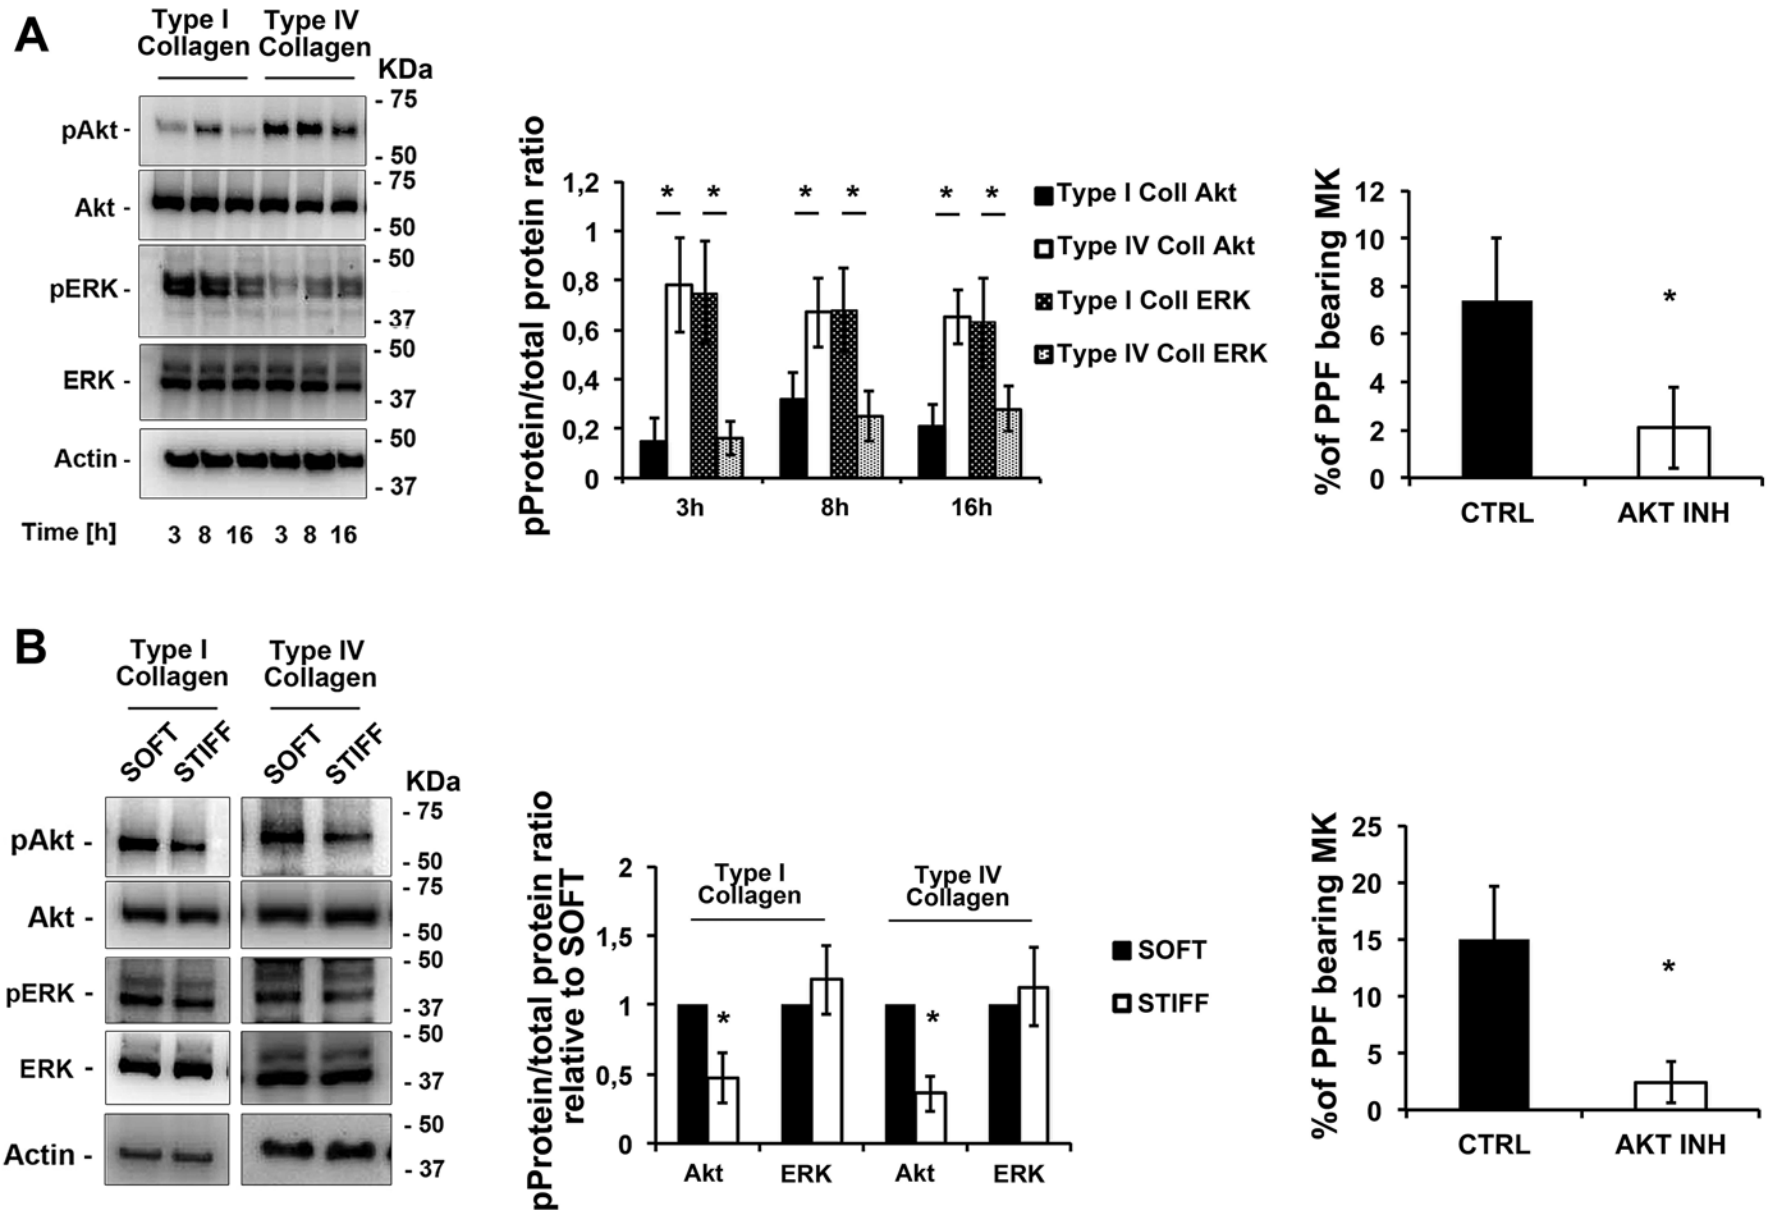 A
Type I Type IV
Collagen Collagen
KDa
- 75
pAkt -
- 50
- 75
Akt -
- 50
- 50
pERK -
- 37
- 50
ERK -
- 37
- 50
Actin -
- 37
Time [h] 3 8 16 3 8 16
pProtein/total protein ratio
1,2
1
0,8
0,6
0,4
0,2
0
* * * * * *
3h 8h 16h
Type I Coll Akt
Type IV Coll Akt
Type I Coll ERK
Type IV Coll ERK
%of PPF bearing MK
12
10
8
6
4
2
0
*
CTRL AKT INH
B
Type I Type IV
Collagen Collagen
SOFT STIFF SOFT STIFF
KDa
- 75
pAkt -
- 50
- 75
Akt -
- 50
- 50
pERK -
- 37
- 50
ERK -
- 37
- 50
Actin -
- 37
pProtein/total protein ratio
relative to SOFT
2
1,5
1
0,5
0
Type I Type IV
Collagen Collagen
* *
Akt ERK Akt ERK
SOFT
STIFF
%of PPF bearing MK
25
20
15
10
5
0
*
CTRL AKT INH